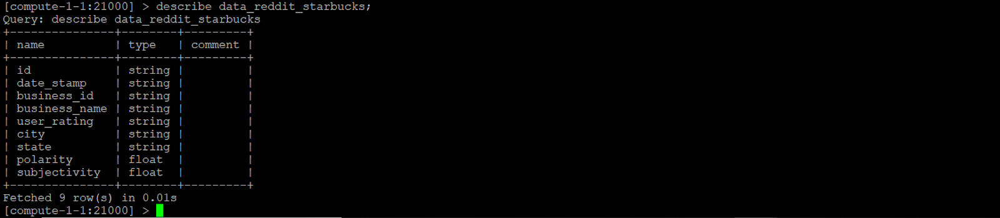 [compute-1-1:21000] > describe data_reddit_starbucks;
Query: describe data_reddit_starbucks
+---------------+--------+---------+
| name          | type   | comment |
+---------------+--------+---------+
| id            | string |         |
| date_stamp    | string |         |
| business_id   | string |         |
| business_name | string |         |
| user_rating   | string |         |
| city          | string |         |
| state         | string |         |
| polarity      | float  |         |
| subjectivity  | float  |         |
+---------------+--------+---------+
Fetched 9 row(s) in 0.01s
[compute-1-1:21000] >